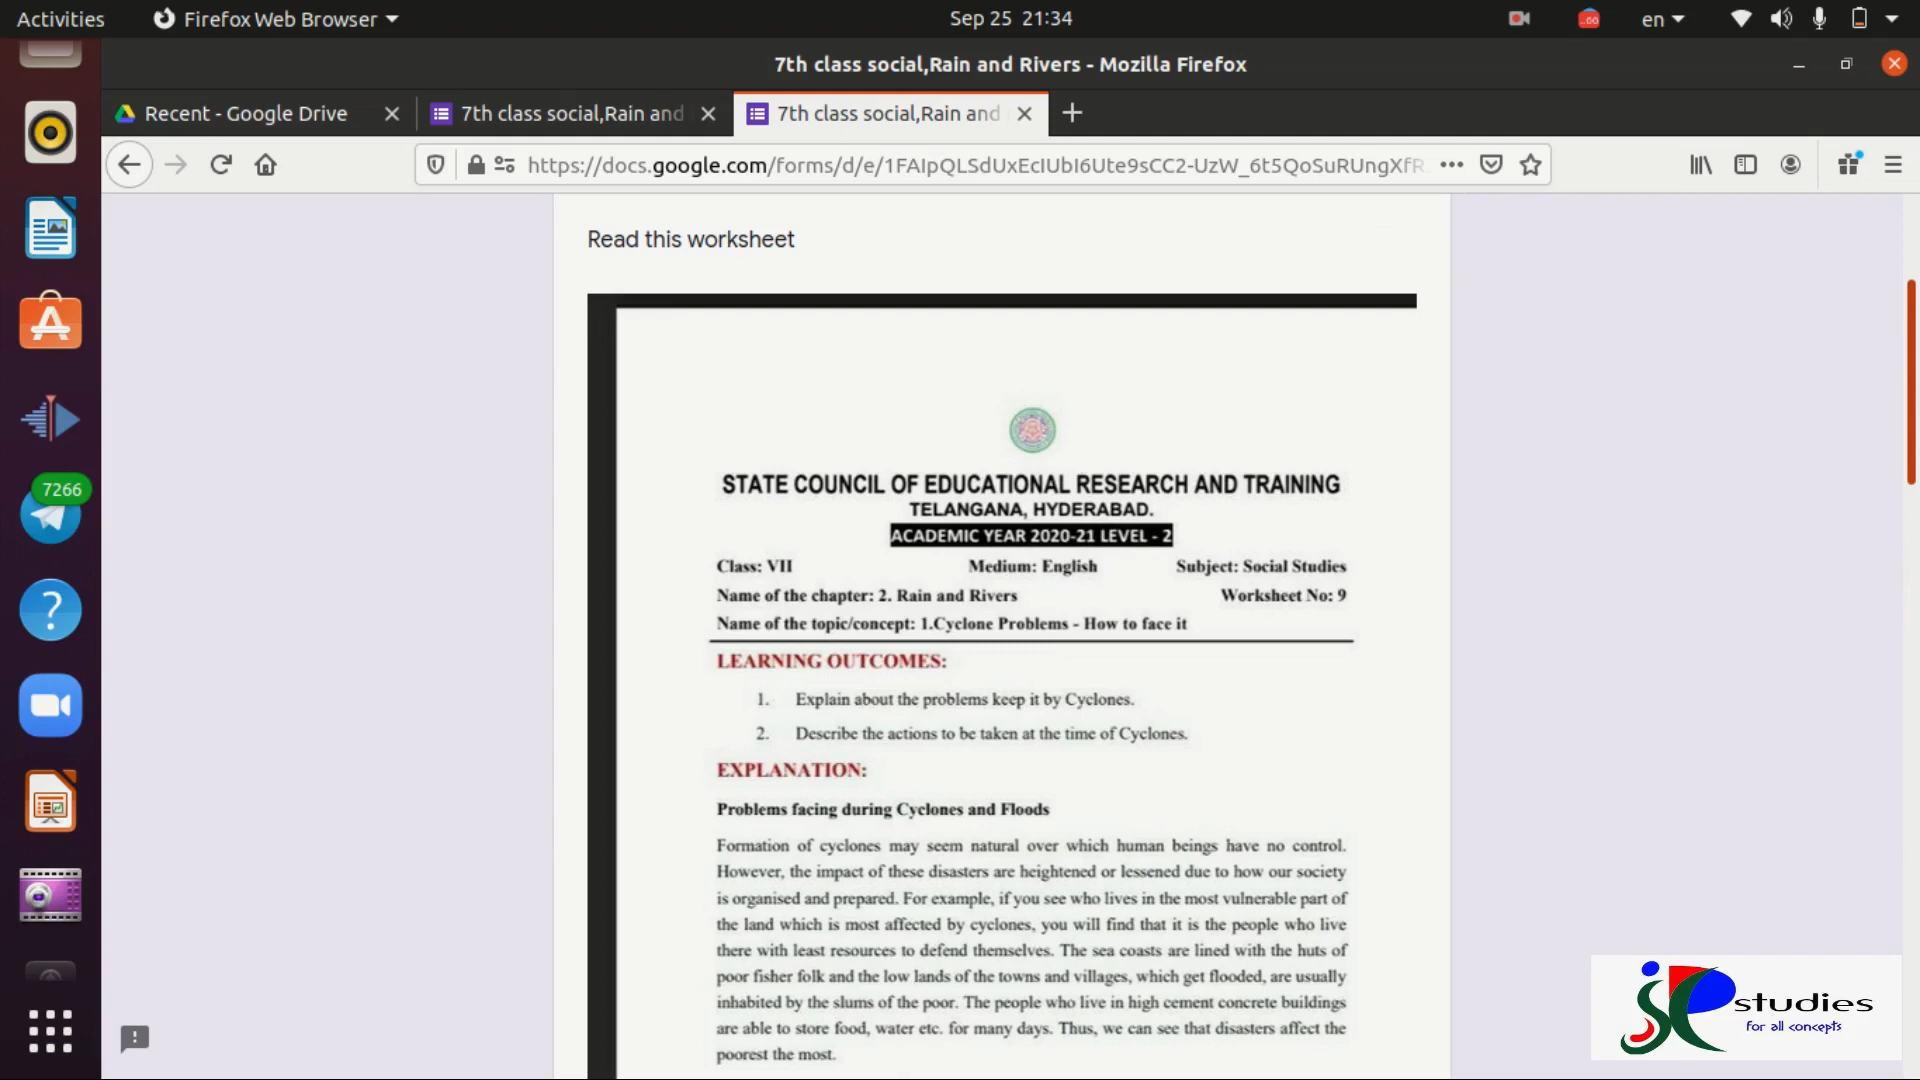 Activities
Firefox Web Browser
Sep 25 21:34
en
7th class social,Rain and Rivers - Mozilla Firefox
Recent - Google Drive
7th class social,Rain and
7th class social,Rain and
https://docs.google.com/forms/d/e/1FAIpQLSdUxEcIUbI6Ute9sCC2-UzW_6t5QoSuRUngXfR
7266
Read this worksheet
STATE COUNCIL OF EDUCATIONAL RESEARCH AND TRAINING
TELANGANA, HYDERABAD.
ACADEMIC YEAR 2020-21 LEVEL - 2
Class: VII Medium: English Subject: Social Studies
Name of the chapter: 2. Rain and Rivers Worksheet No: 9
Name of the topic/concept: 1.Cyclone Problems - How to face it
LEARNING OUTCOMES:
1. Explain about the problems keep it by Cyclones.
2. Describe the actions to be taken at the time of Cyclones.
EXPLANATION:
Problems facing during Cyclones and Floods
Formation of cyclones may seem natural over which human beings have no control.
However, the impact of these disasters are heightened or lessened due to how our society
is organised and prepared. For example, if you see who lives in the most vulnerable part of
the land which is most affected by cyclones, you will find that it is the people who live
there with least resources to defend themselves. The sea coasts are lined with the huts of
poor fisher folk and the low lands of the towns and villages, which get flooded, are usually
inhabited by the slums of the poor. The people who live in high cement concrete buildings
are able to store food, water etc. for many days. Thus, we can see that disasters affect the
poorest the most.
studies
for all concepts